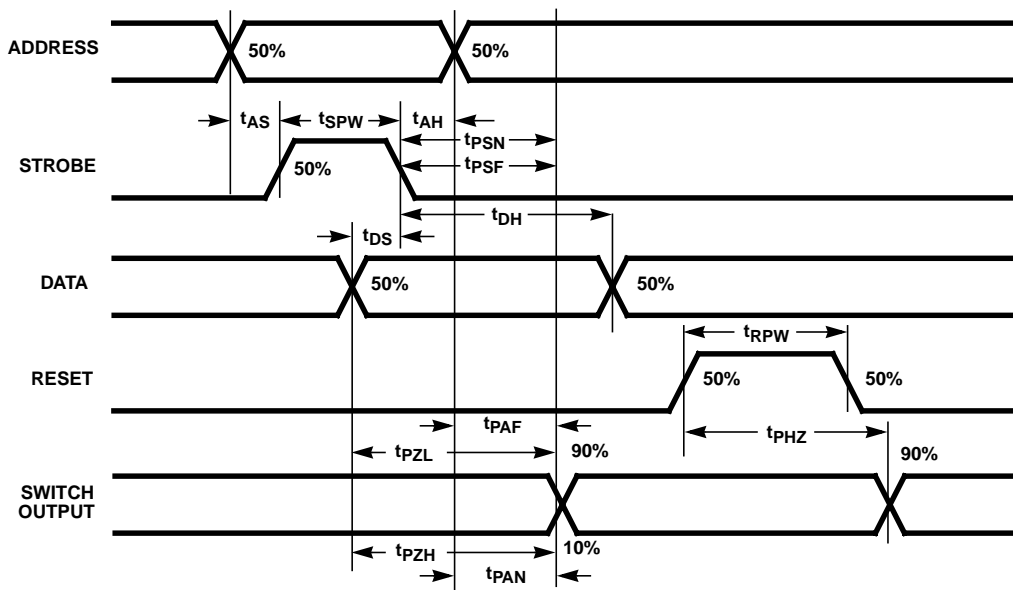 ADDRESS
50%
50%
tAS
tSPW
tAH
tPSN
STROBE
50%
tPSF
tDH
tDS
DATA
50%
50%
tRPW
RESET
50%
50%
tPAF
tPHZ
tPZL
90%
90%
SWITCH
OUTPUT
tPZH
10%
tPAN